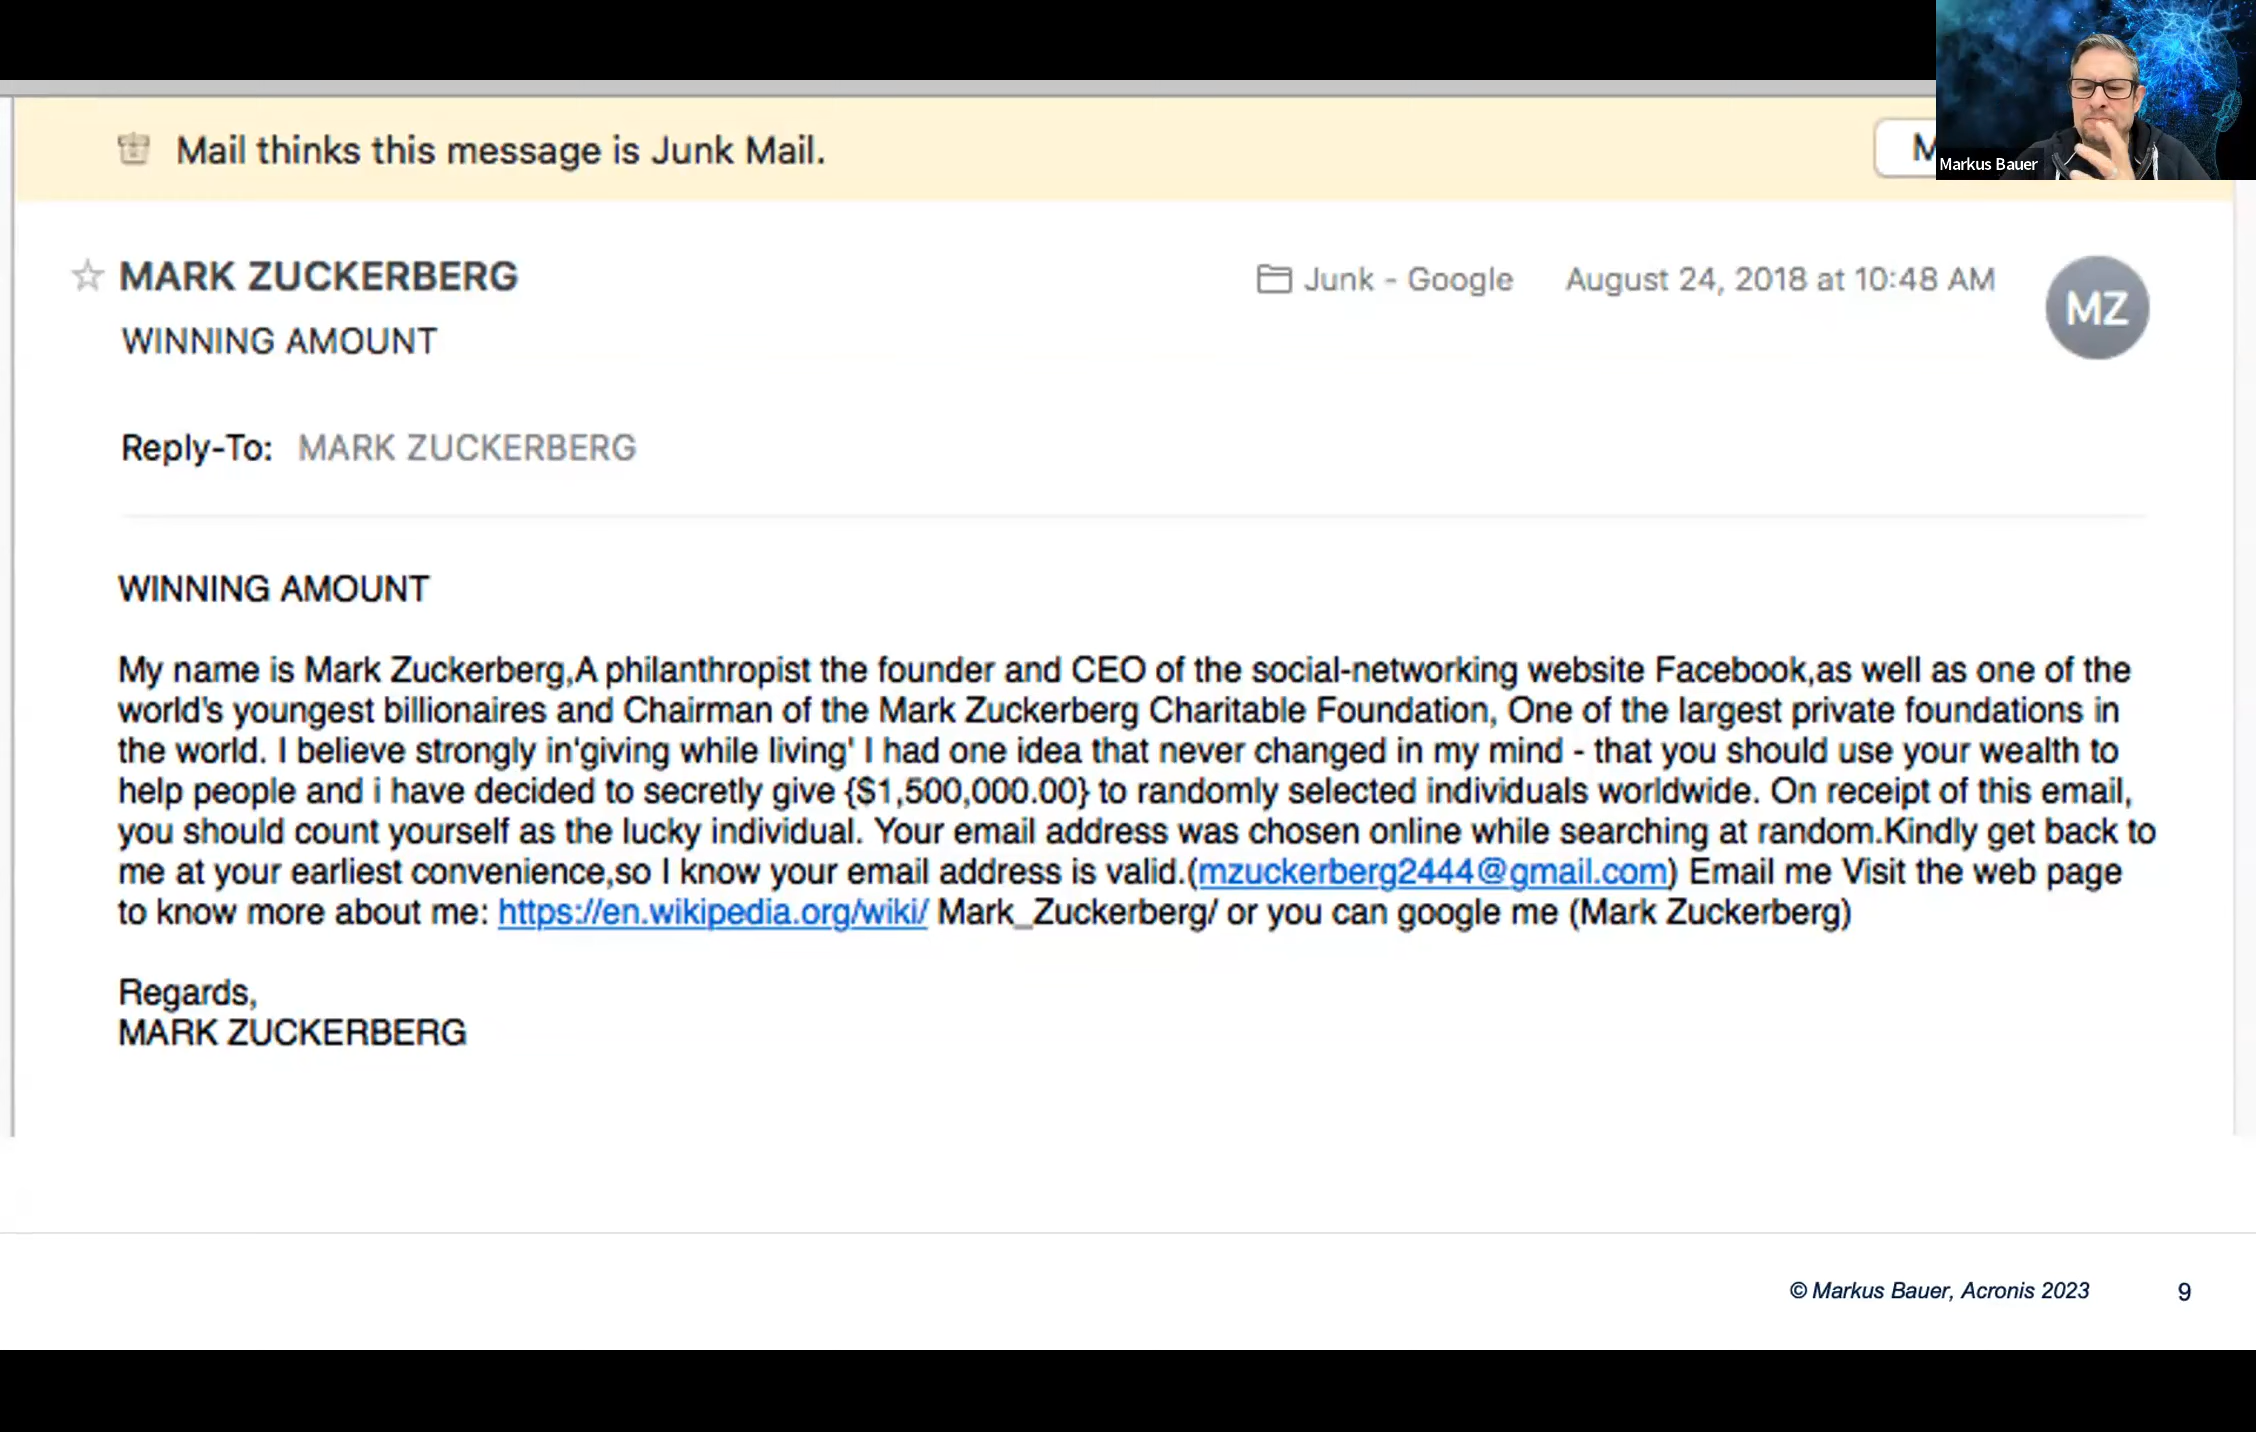 Mail thinks this message is Junk Mail.
Markus Bauer
MARK ZUCKERBERG
Junk - Google August 24, 2018 at 10:48 AM
MZ
WINNING AMOUNT
Reply-To: MARK ZUCKERBERG
WINNING AMOUNT
My name is Mark Zuckerberg,A philanthropist the founder and CEO of the social-networking website Facebook,as well as one of the
world's youngest billionaires and Chairman of the Mark Zuckerberg Charitable Foundation, One of the largest private foundations in
the world. I believe strongly in'giving while living' I had one idea that never changed in my mind - that you should use your wealth to
help people and i have decided to secretly give {$1,500,000.00} to randomly selected individuals worldwide. On receipt of this email,
you should count yourself as the lucky individual. Your email address was chosen online while searching at random.Kindly get back to
me at your earliest convenience,so I know your email address is valid.(mzuckerberg2444@gmail.com) Email me Visit the web page
to know more about me: https://en.wikipedia.org/wiki/ Mark_Zuckerberg/ or you can google me (Mark Zuckerberg)
Regards,
MARK ZUCKERBERG
© Markus Bauer, Acronis 2023 9